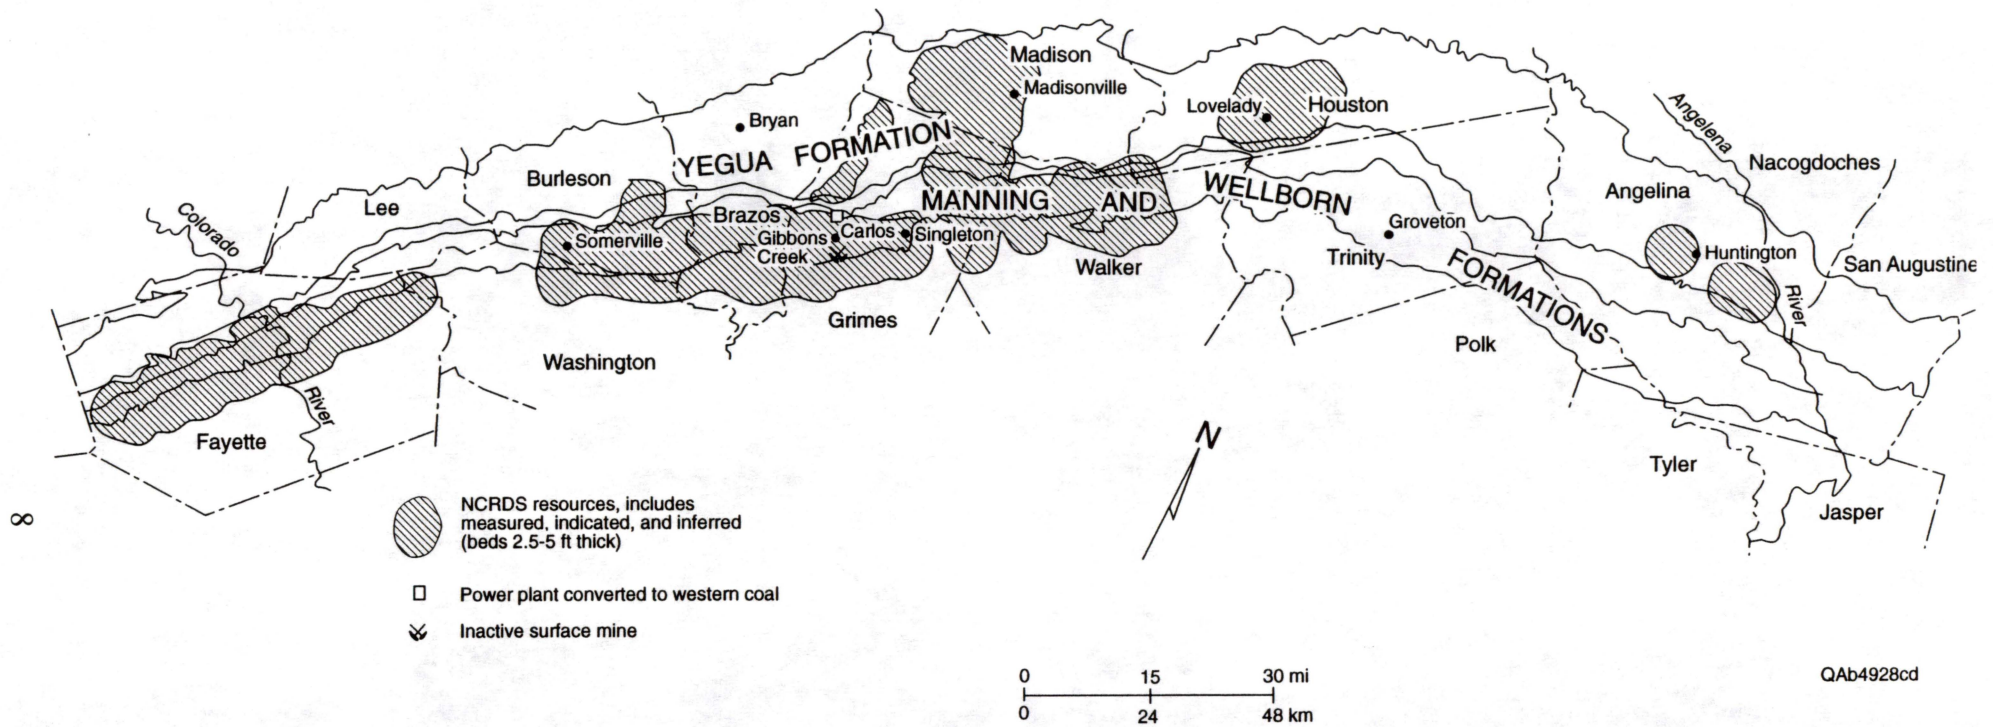 Madison
Madisonville
Bryan
Lovelady
Houston
Angelena
Nacogdoches
YEGUA FORMATION
Burleson
Angelina
Lee
Colorado
MANNING AND WELLBORN FORMATIONS
Brazos
Somerville
Gibbons
Creek
Carlos
Singleton
Groveton
Trinity
Huntington
San Augustine
River
Walker
Grimes
Washington
Polk
River
Fayette
N
Tyler
Jasper
8
NCRDS resources, includes
measured, indicated, and inferred
(beds 2.5-5 ft thick)
Power plant converted to western coal
Inactive surface mine
0 15 30 mi
0 24 48 km
QAb4928cd